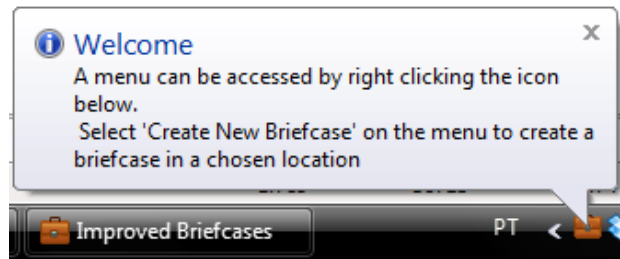 Welcome
A menu can be accessed by right clicking the icon
below.
Select 'Create New Briefcase' on the menu to create a
briefcase in a chosen location
Improved Briefcases
PT